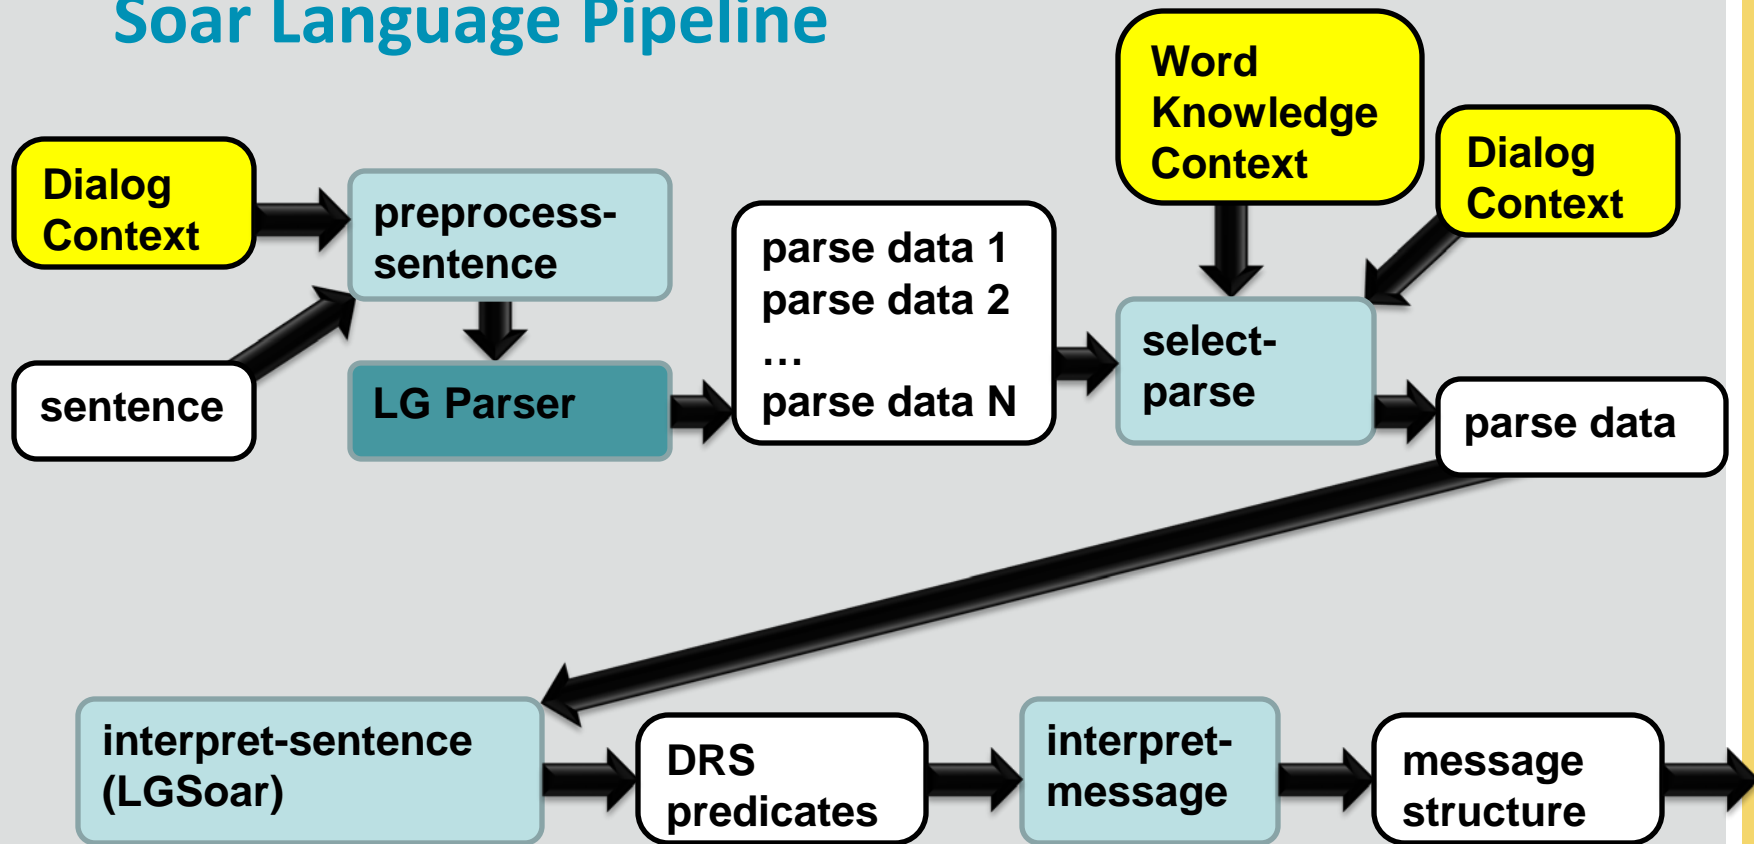 Soar Language Pipeline
Dialog
Context
sentence
preprocess-
sentence
LG Parser
parse data 1
parse data 2
…
parse data N
Word
Knowledge
Context
Dialog
Context
select-
parse
parse data
interpret-sentence
(LGSoar)
DRS
predicates
interpret-
message
message
structure